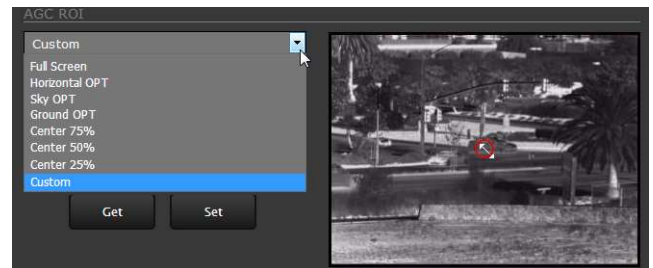 AGC ROI
Custom
Full Screen
Horizontal OPT
Sky OPT
Ground OPT
Center 75%
Center 50%
Center 25%
Custom
Get
Set